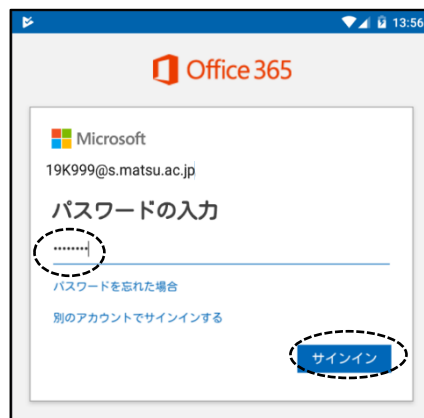 13:56
Office 365
Microsoft
19K999@s.matsu.ac.jp
パスワードの入力
••••••••
パスワードを忘れた場合
別のアカウントでサインインする
サインイン